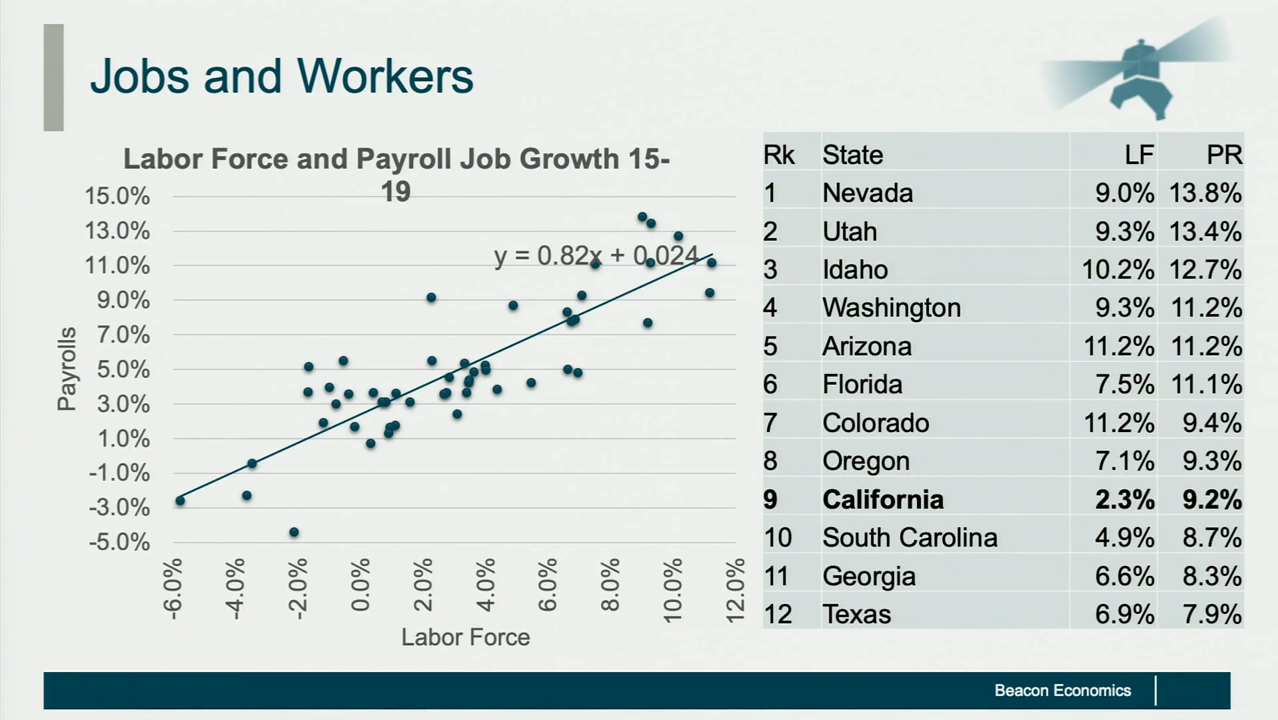 Jobs and Workers
Labor Force and Payroll Job Growth 15-
19
15.0%
13.0%
11.0%
9.0%
7.0%
5.0%
3.0%
1.0%
-1.0%
-3.0%
-5.0%
Payrolls
y = 0.82x + 0.024
-6.0%
-4.0%
-2.0%
0.0%
2.0%
4.0%
6.0%
8.0%
10.0%
12.0%
Labor Force
Rk State LF PR
1 Nevada 9.0% 13.8%
2 Utah 9.3% 13.4%
3 Idaho 10.2% 12.7%
4 Washington 9.3% 11.2%
5 Arizona 11.2% 11.2%
6 Florida 7.5% 11.1%
7 Colorado 11.2% 9.4%
8 Oregon 7.1% 9.3%
9 California 2.3% 9.2%
10 South Carolina 4.9% 8.7%
11 Georgia 6.6% 8.3%
12 Texas 6.9% 7.9%
Beacon Economics